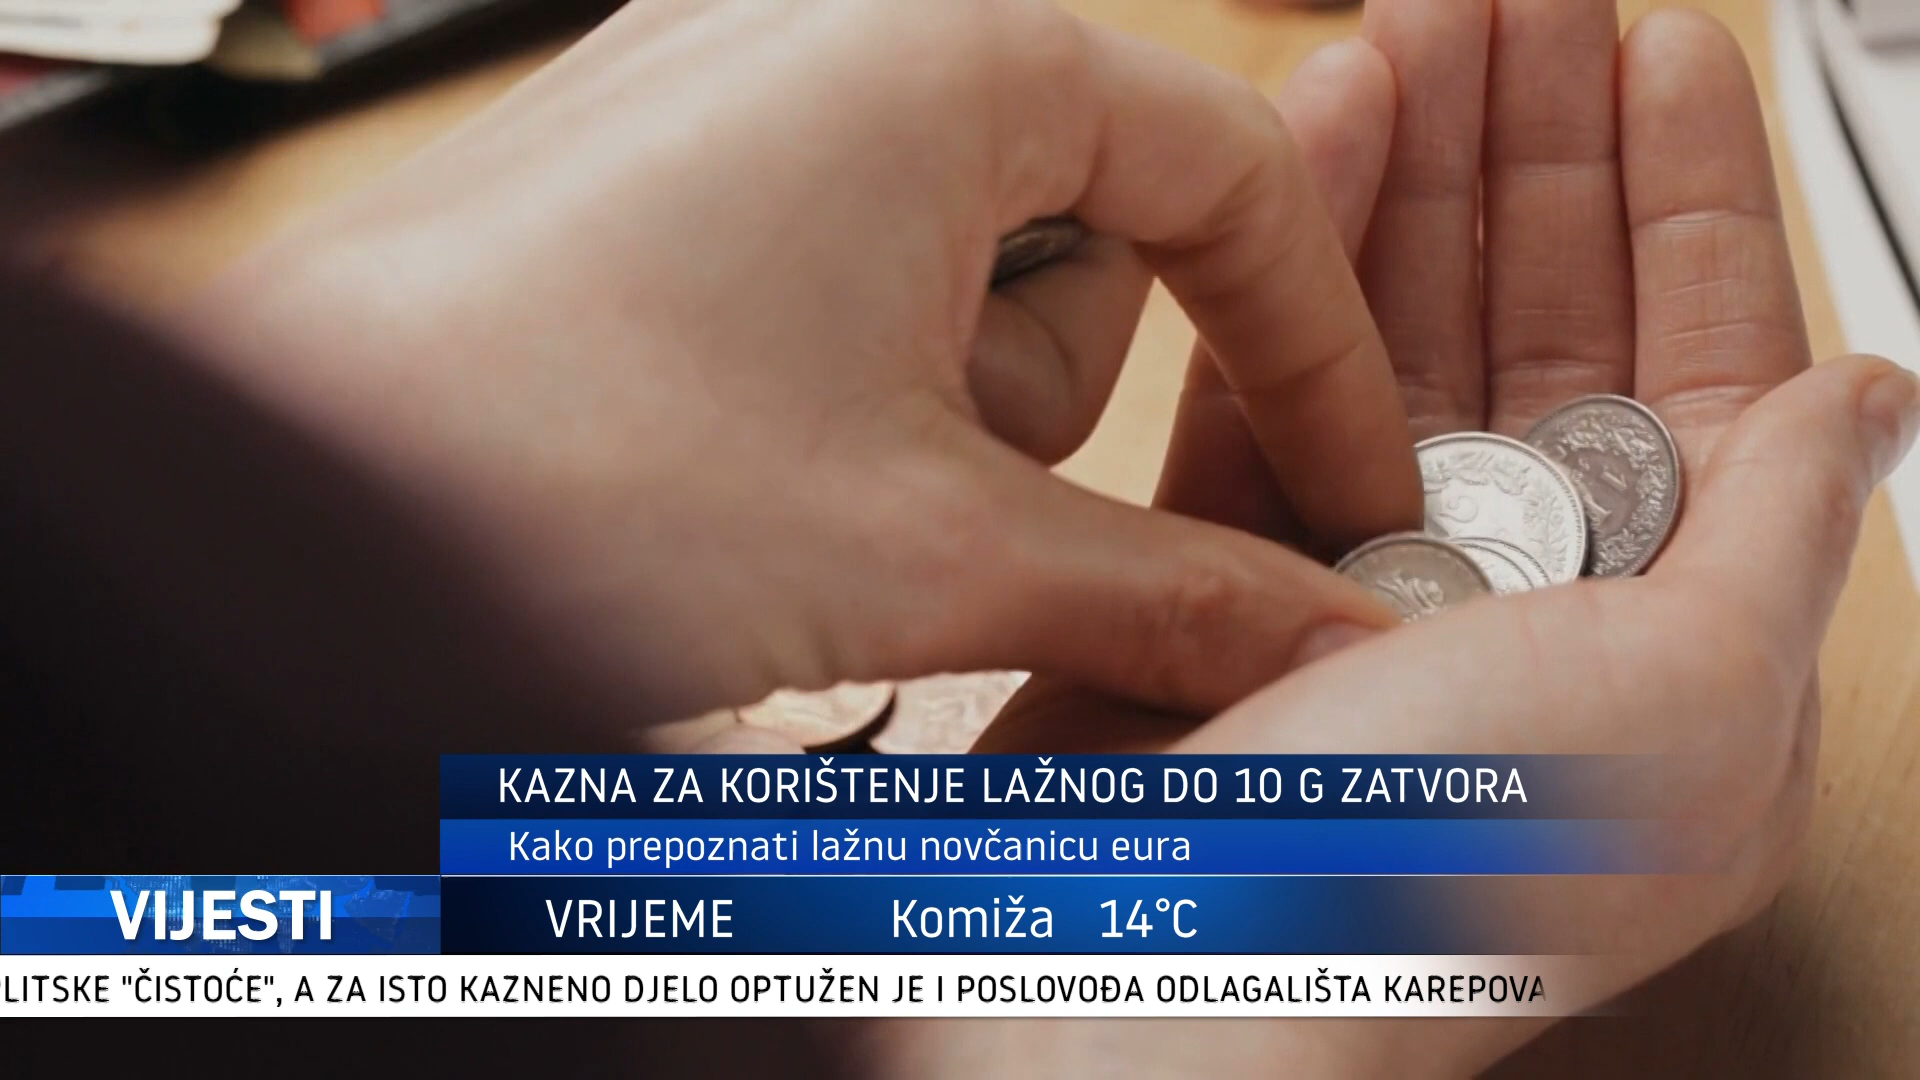 KAZNA ZA KORIŠTENJE LAŽNOG DO 10 G ZATVORA
Kako prepoznati lažnu novčanicu eura
VIJESTI
VRIJEME Komiža 14°C
PLITSKE "ČISTOĆE", A ZA ISTO KAZNENO DJELO OPTUŽEN JE I POSLOVOĐA ODLAGALIŠTA KAREPOVA